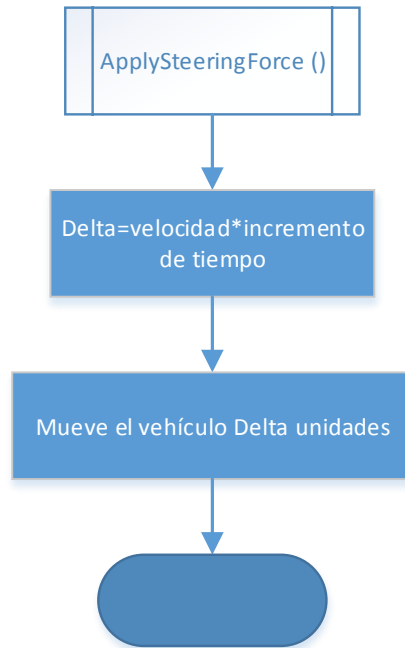 ApplySteeringForce ()
Delta=velocidad*incremento
de tiempo
Mueve el vehículo Delta unidades